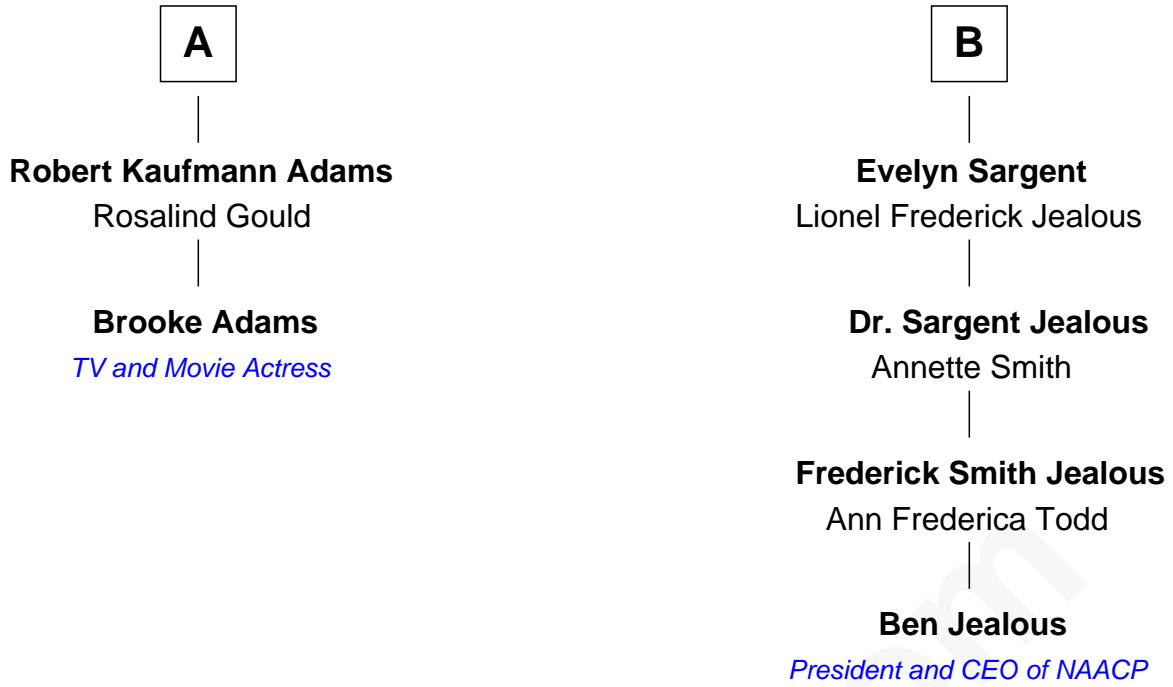 A
Robert Kaufmann Adams
Rosalind Gould
Brooke Adams
TV and Movie Actress
B
Evelyn Sargent
Lionel Frederick Jealous
Dr. Sargent Jealous
Annette Smith
Frederick Smith Jealous
Ann Frederica Todd
Ben Jealous
President and CEO of NAACP